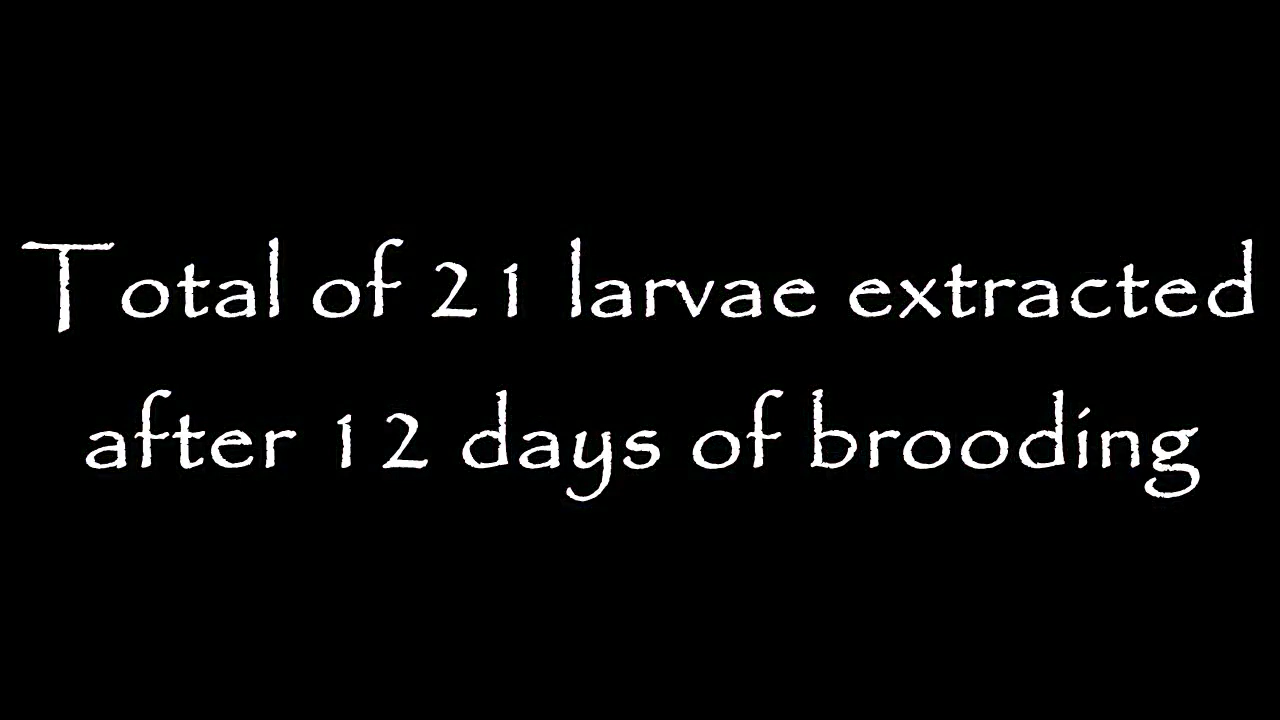 Total of 21 larvae extracted
after 12 days of brooding